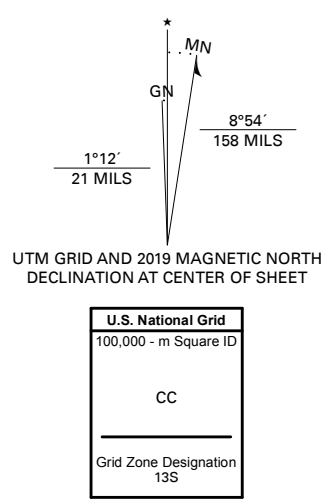 ★
MN
GN
8°54´
158 MILS
1°12´
21 MILS
UTM GRID AND 2019 MAGNETIC NORTH
DECLINATION AT CENTER OF SHEET
U.S. National Grid
100,000 - m Square ID
CC
Grid Zone Designation
13S